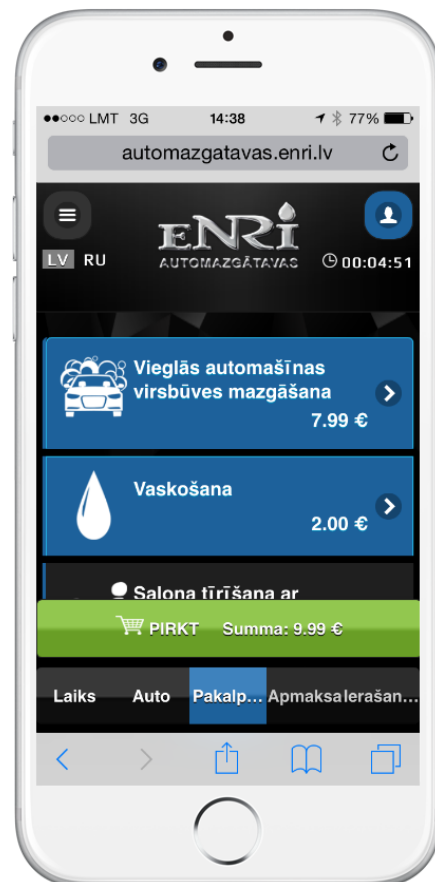 LMT 3G 14:38 77%
automazgatavas.enri.lv
ENRI
LV RU AUTOMAZGĀTAVAS 00:04:51
Vieglās automašīnas
virsbūves mazgāšana
7.99 €
Vaskošana
2.00 €
Salona tīrīšana ar
PIRKT Summa: 9.99 €
Laiks Auto Pakalp... Apmaksa Ierašan...